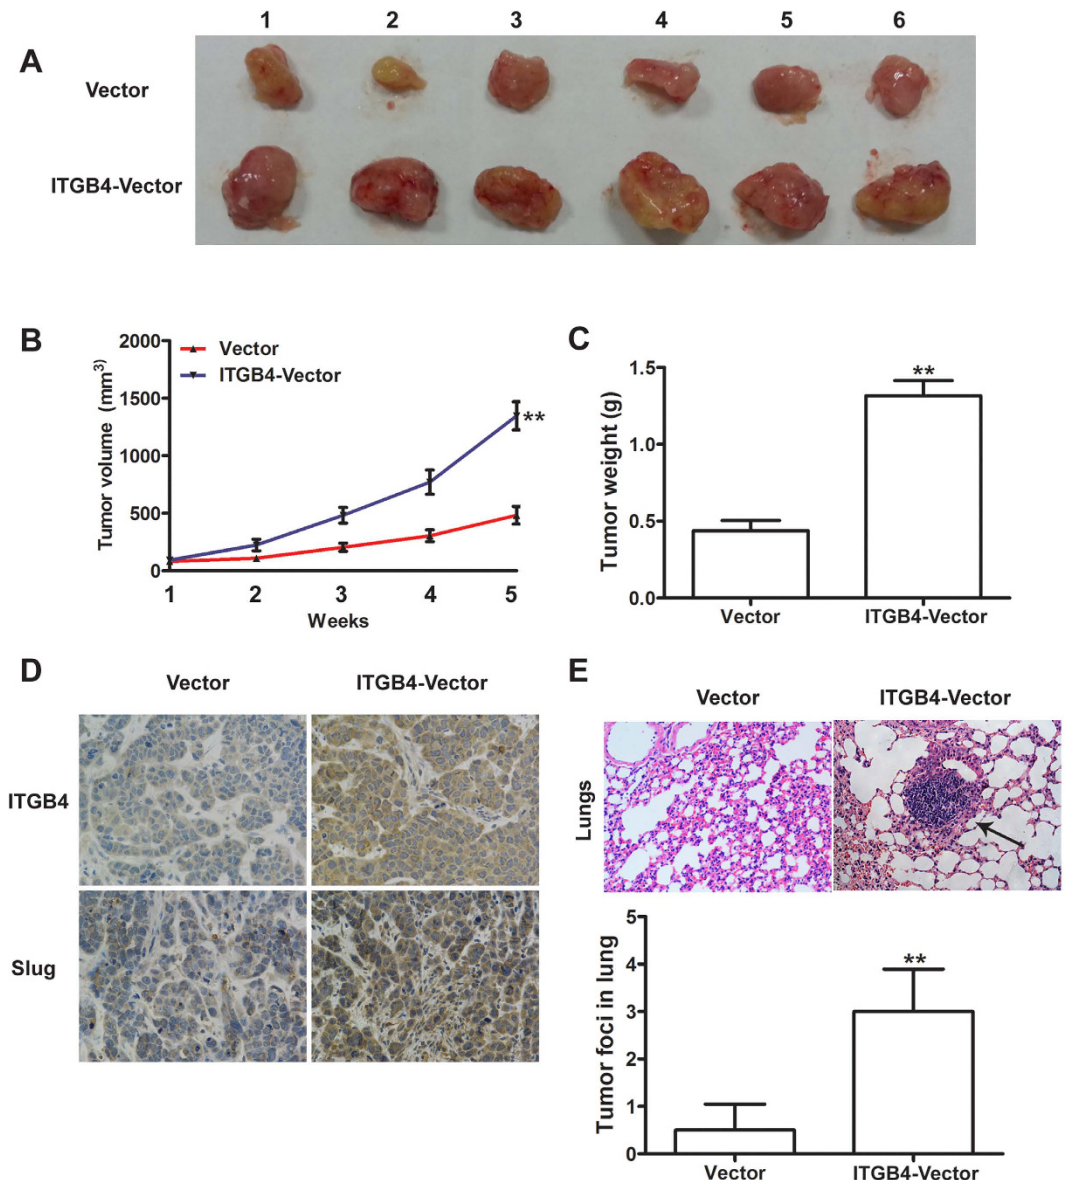 1 2 3 4 5 6
A
Vector
ITGB4-Vector
B
2000
1500
1000
500
0
Tumor volume (mm3)
Vector
ITGB4-Vector
**
1 2 3 4 5
Weeks
C
1.5
1.0
0.5
0.0
Tumor weight (g)
**
Vector ITGB4-Vector
D
Vector ITGB4-Vector
ITGB4
Slug
E
Vector ITGB4-Vector
Lungs
5
4
3
2
1
0
Tumor foci in lung
**
Vector ITGB4-Vector